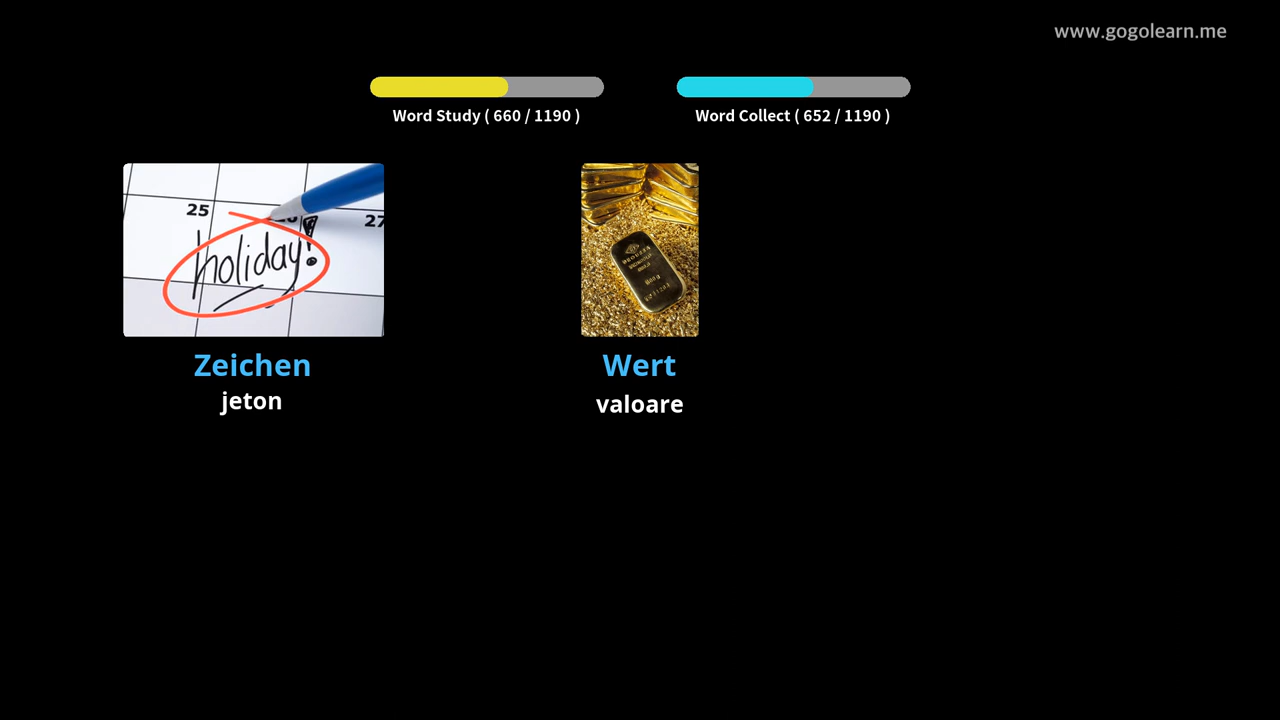 www.gogolearn.me
Word Study ( 660 / 1190 )
Word Collect ( 652 / 1190 )
25
27
holiday!
Zeichen
jeton
Wert
valoare